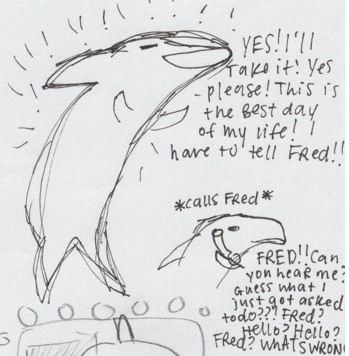 YES! I'll
Take it! Yes
please! This is
the Best day
of my life! I
have to tell Fred!!
*calls Fred*
FRED!! Can
you hear me?
Guess what I
just got asked
todo??! Fred?
Hello? Hello?
Fred? WHATS WRONG